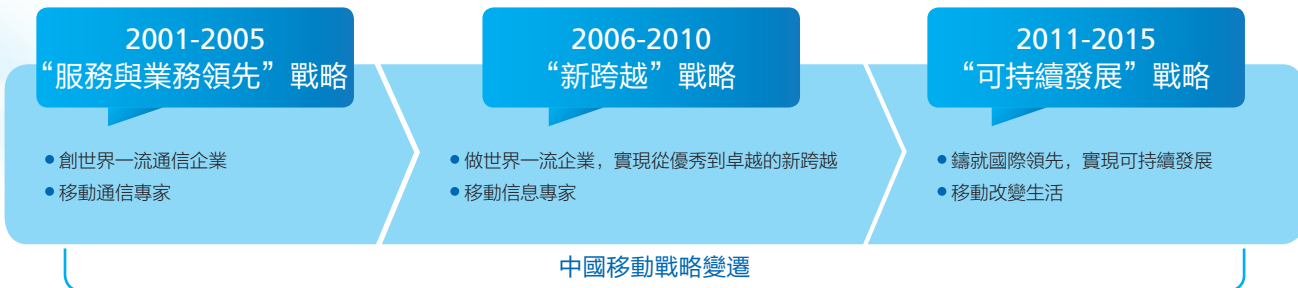 2001-2005
“服務與業務領先”戰略
• 創世界一流通信企業
• 移動通信專家
2006-2010
“新跨越”戰略
• 做世界一流企業，實現從優秀到卓越的新跨越
• 移動信息專家
2011-2015
“可持續發展”戰略
• 鑄就國際領先，實現可持續發展
• 移動改變生活
中國移動戰略變遷